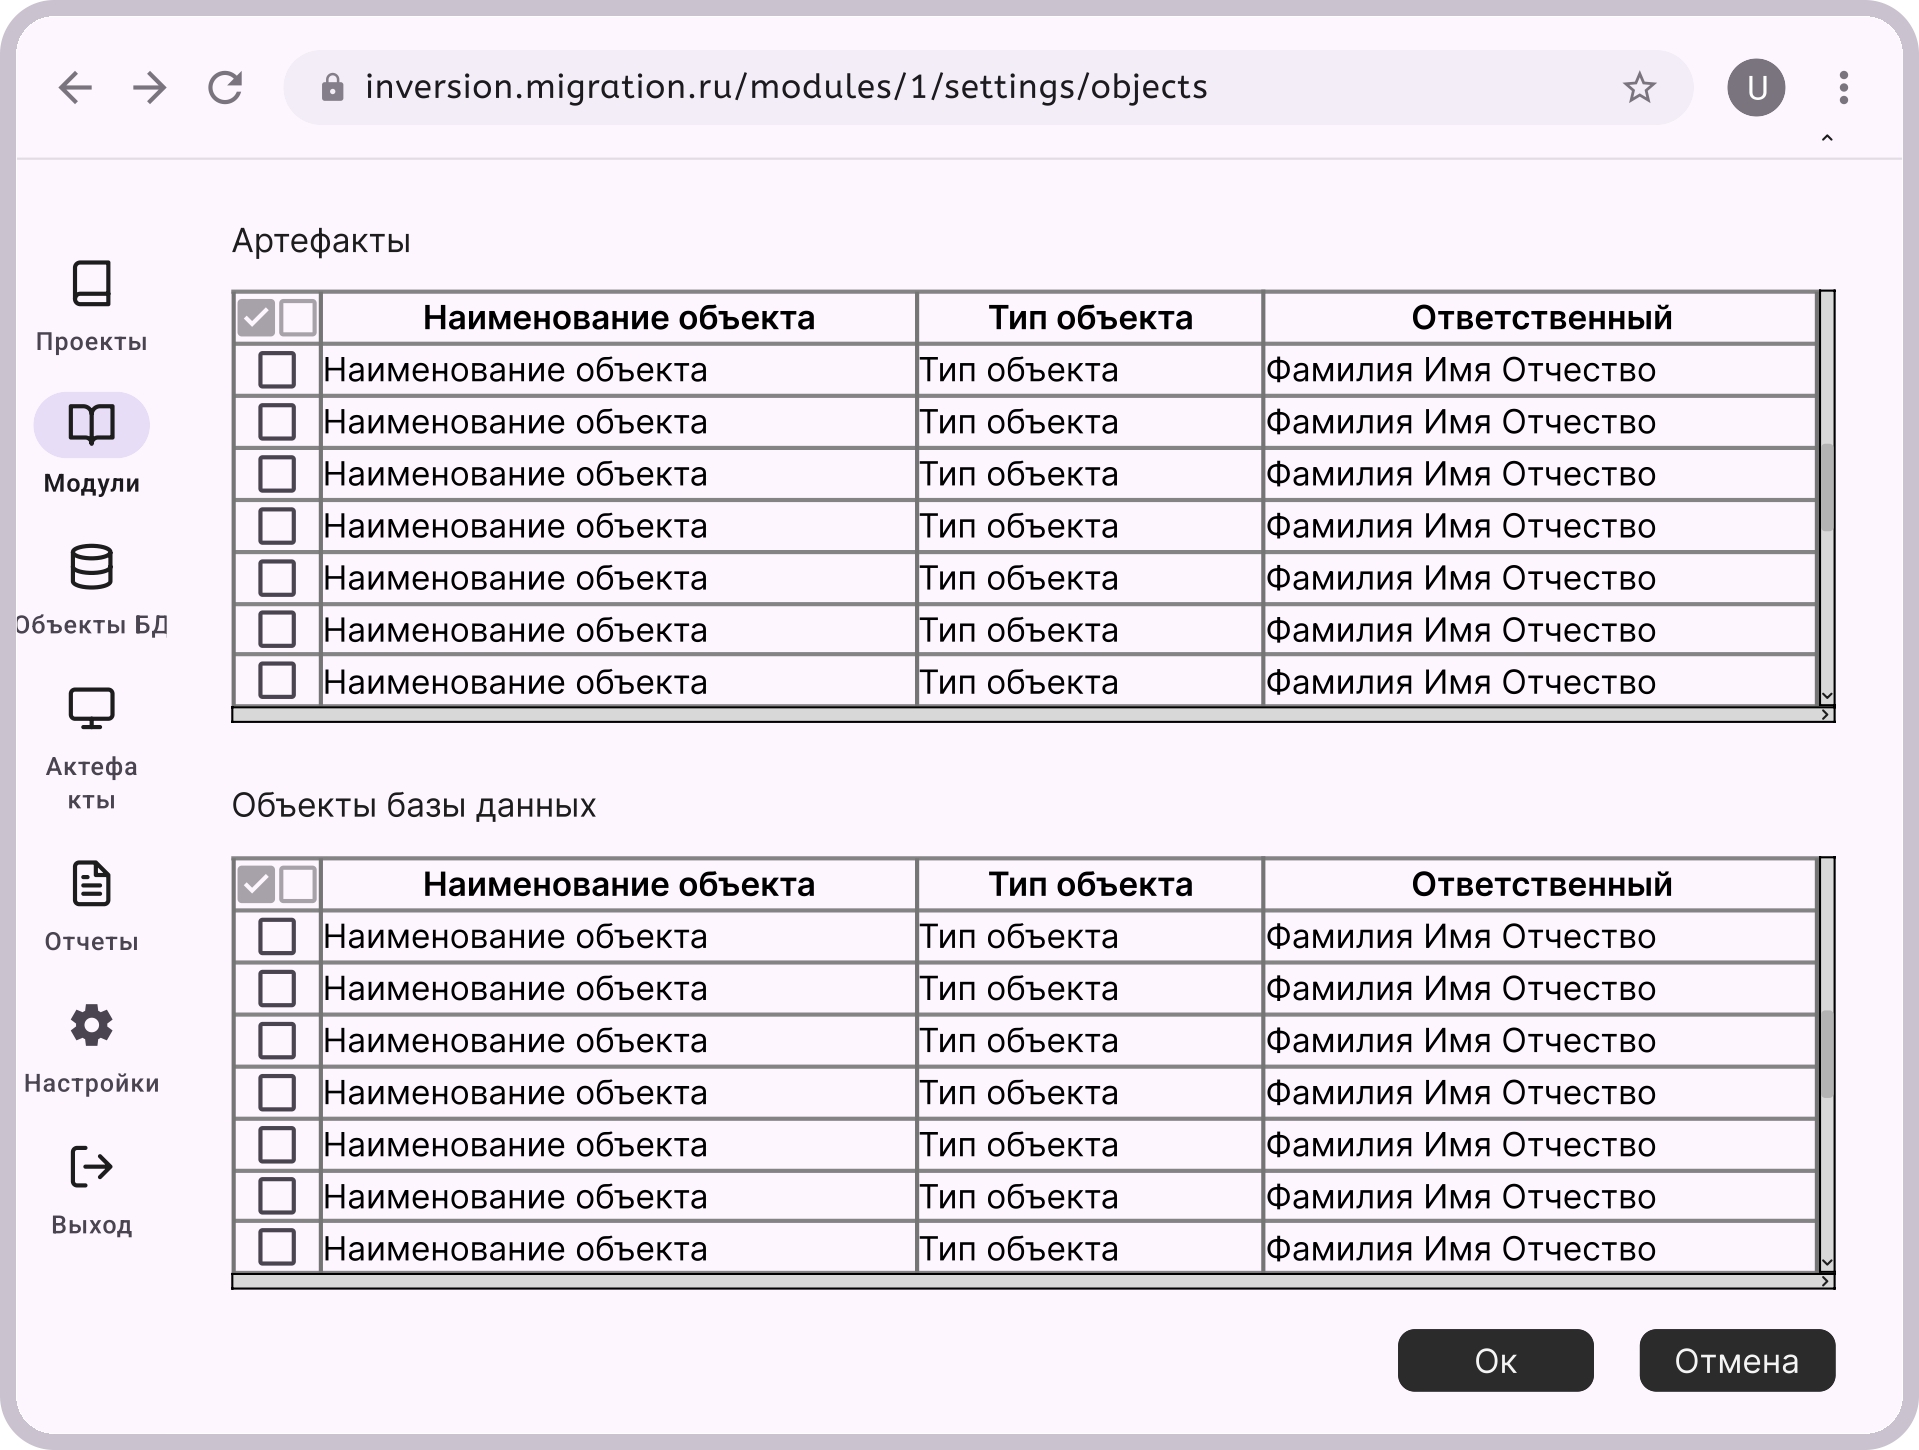 inversion.migration.ru/modules/1/settings/objects
U
Проекты
Модули
Объекты БД
Актефа
кты
Отчеты
Настройки
Выход
Артефакты
Наименование объекта Тип объекта Ответственный
Наименование объекта Тип объекта Фамилия Имя Отчество
Наименование объекта Тип объекта Фамилия Имя Отчество
Наименование объекта Тип объекта Фамилия Имя Отчество
Наименование объекта Тип объекта Фамилия Имя Отчество
Наименование объекта Тип объекта Фамилия Имя Отчество
Наименование объекта Тип объекта Фамилия Имя Отчество
Наименование объекта Тип объекта Фамилия Имя Отчество
Объекты базы данных
Наименование объекта Тип объекта Ответственный
Наименование объекта Тип объекта Фамилия Имя Отчество
Наименование объекта Тип объекта Фамилия Имя Отчество
Наименование объекта Тип объекта Фамилия Имя Отчество
Наименование объекта Тип объекта Фамилия Имя Отчество
Наименование объекта Тип объекта Фамилия Имя Отчество
Наименование объекта Тип объекта Фамилия Имя Отчество
Наименование объекта Тип объекта Фамилия Имя Отчество
Ок Отмена